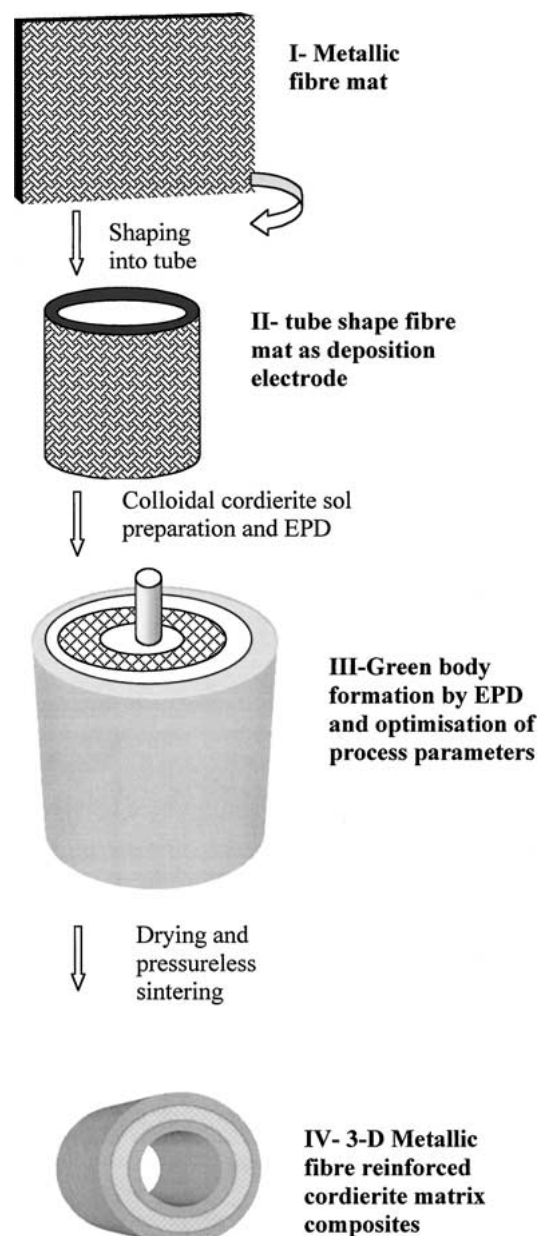 I- Metallic
fibre mat
Shaping
into tube
II- tube shape fibre
mat as deposition
electrode
Colloidal cordierite sol
preparation and EPD
III-Green body
formation by EPD
and optimisation of
process parameters
Drying and
pressureless
sintering
IV- 3-D Metallic
fibre reinforced
cordierite matrix
composites